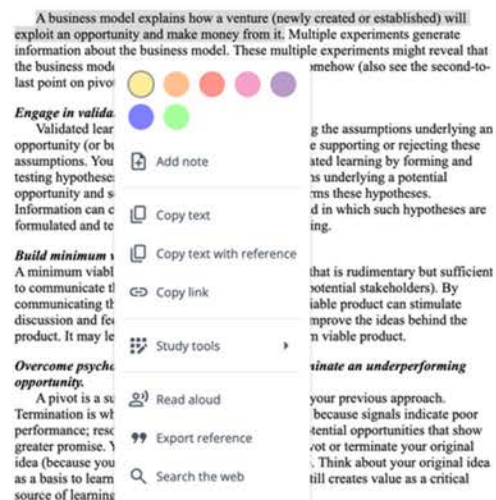 A business model explains how a venture (newly created or established) will
exploit an opportunity and make money from it. Multiple experiments generate
information about the business model. These multiple experiments might reveal that
the business mode omehow (also see the second-to-
last point on pivo
Engage in valida
Validated lear g the assumptions underlying an
opportunity (or bu e supporting or rejecting these
assumptions. You ated learning by forming and
testing hypotheses ns underlying a potential
opportunity and s rms these hypotheses.
Information can c d in which such hypotheses are
formulated and te ing.
Build minimum v
A minimum viabl that is rudimentary but sufficient
to communicate t potential stakeholders). By
communicating th iable product can stimulate
discussion and fee mprove the ideas behind the
product. It may le n viable product.
Overcome psycho inate an underperforming
opportunity.
A pivot is a su your previous approach.
Termination is wh because signals indicate poor
performance; reso tential opportunities that show
greater promise. Y vot or terminate your original
idea (because you . Think about your original idea
as a basis to learn till creates value as a critical
source of learning
Add note
Copy text
Copy text with reference
Copy link
Study tools
Read aloud
Export reference
Search the web